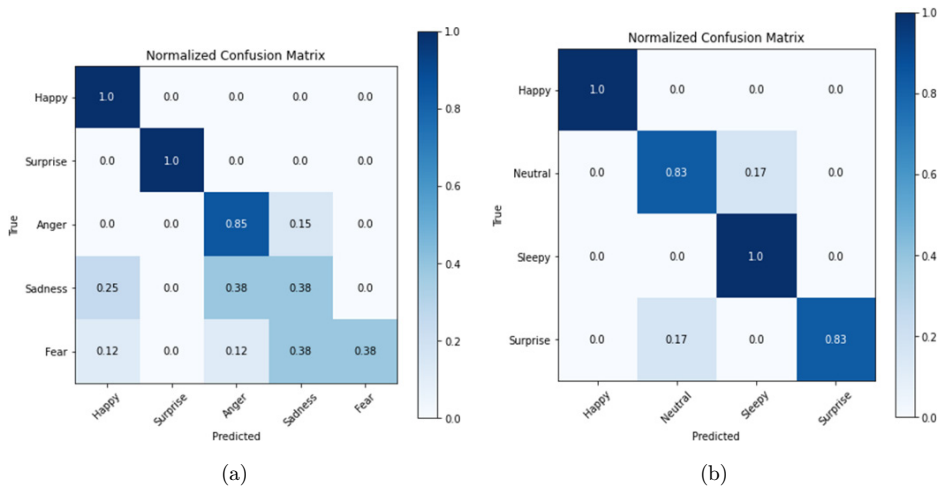 Normalized Confusion Matrix
True
Happy 1.0 0.0 0.0 0.0 0.0
Surprise 0.0 1.0 0.0 0.0 0.0
Anger 0.0 0.0 0.85 0.15 0.0
Sadness 0.25 0.0 0.38 0.38 0.0
Fear 0.12 0.0 0.12 0.38 0.38
Happy Surprise Anger Sadness Fear
Predicted
1.0
0.8
0.6
0.4
0.2
0.0
(a)
Normalized Confusion Matrix
True
Happy 1.0 0.0 0.0 0.0
Neutral 0.0 0.83 0.17 0.0
Sleepy 0.0 0.0 1.0 0.0
Surprise 0.0 0.17 0.0 0.83
Happy Neutral Sleepy Surprise
Predicted
1.0
0.8
0.6
0.4
0.2
0.0
(b)